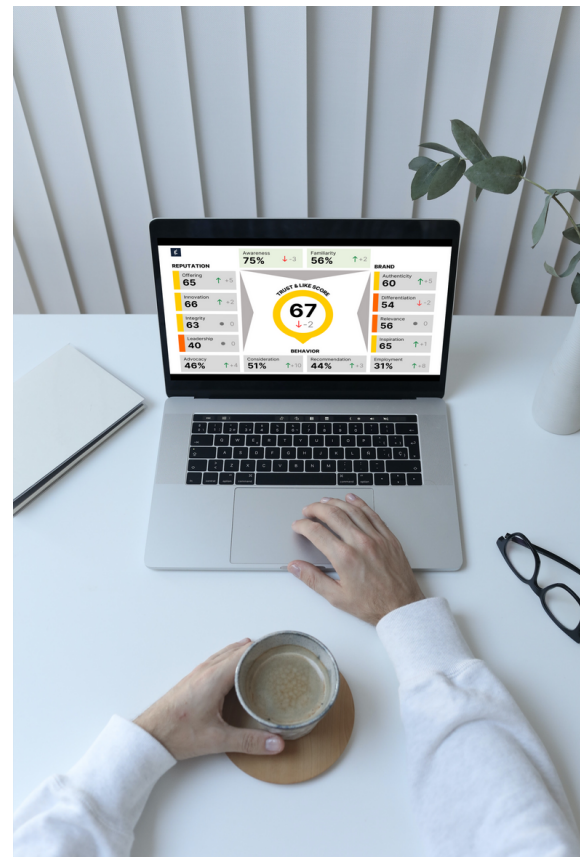 Awareness
75% ↓-3
Familiarity
56% ↑+2
REPUTATION
BRAND
Offering
65 ↑+5
Innovation
66 ↑+2
Integrity
63 0
Leadership
40 0
TRUST & LIKE SCORE
67
↓-2
Authenticity
60 ↑+5
Differentiation
54 ↓-2
Relevance
56 0
Inspiration
65 ↑+1
BEHAVIOR
Advocacy
46% ↑+4
Consideration
51% ↑+10
Recommendation
44% ↑+3
Employment
31%